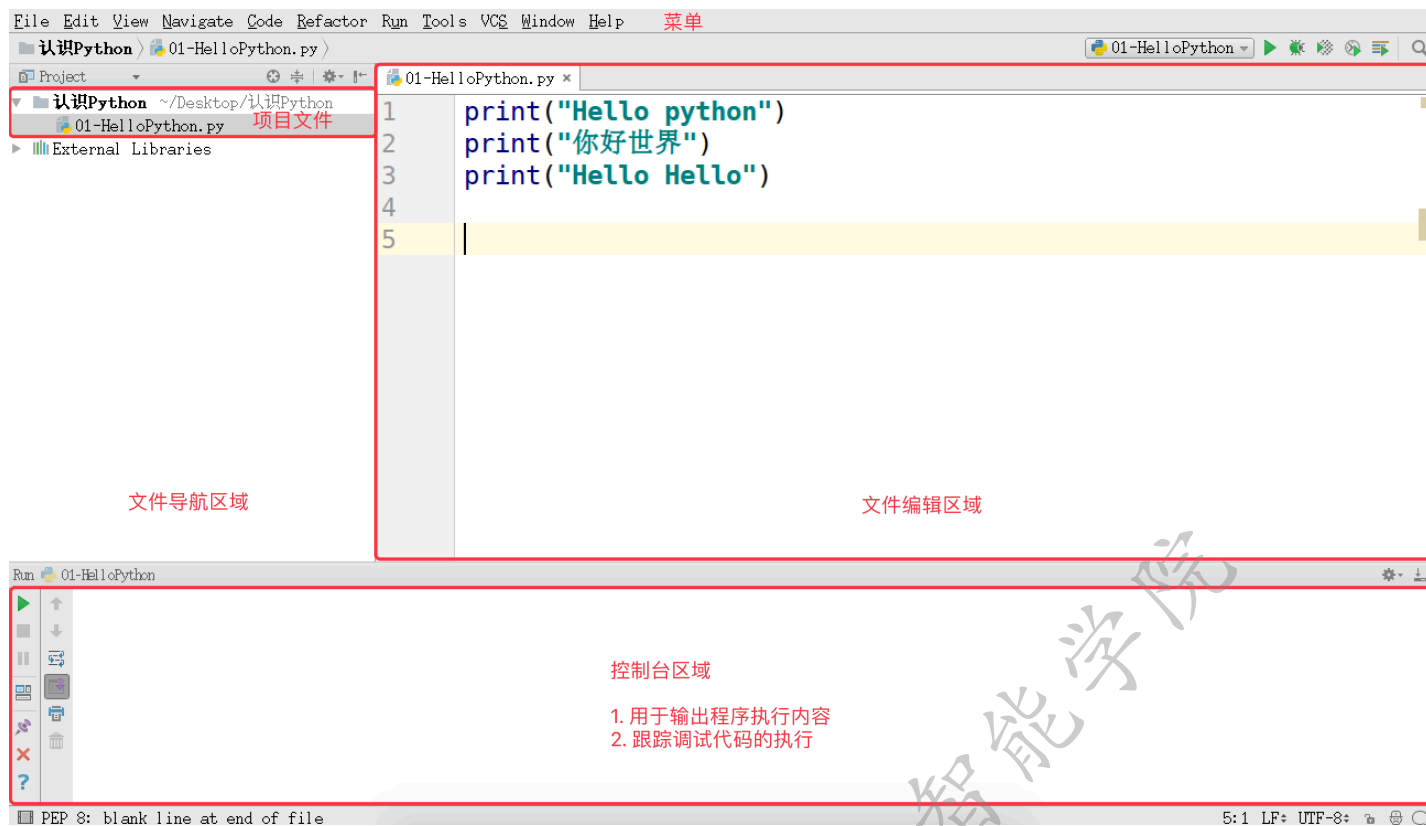 File Edit View Navigate Code Refactor Run Tools VCS Window Help 菜单
认识Python 01-HelloPython.py 01-HelloPython
Project
01-HelloPython.py ×
认识Python ~/Desktop/认识Python
01-HelloPython.py 项目文件
External Libraries
1 print("Hello python")
2 print("你好世界")
3 print("Hello Hello")
4
5
文件导航区域
文件编辑区域
Run 01-HelloPython
控制台区域
1. 用于输出程序执行内容
2. 跟踪调试代码的执行
?
智能学院
PEP 8: blank line at end of file 5:1 LF UTF-8